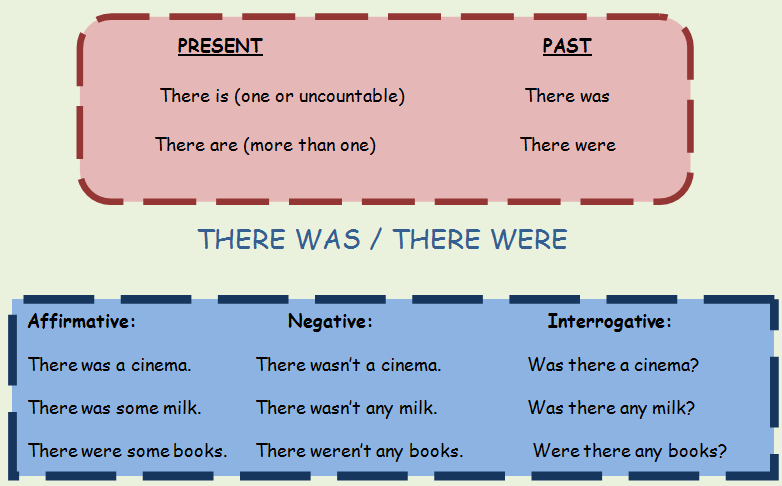 PRESENT PAST
There is (one or uncountable) There was
There are (more than one) There were
THERE WAS / THERE WERE
Affirmative: Negative: Interrogative:
There was a cinema. There wasn't a cinema. Was there a cinema?
There was some milk. There wasn't any milk. Was there any milk?
There were some books. There weren't any books. Were there any books?